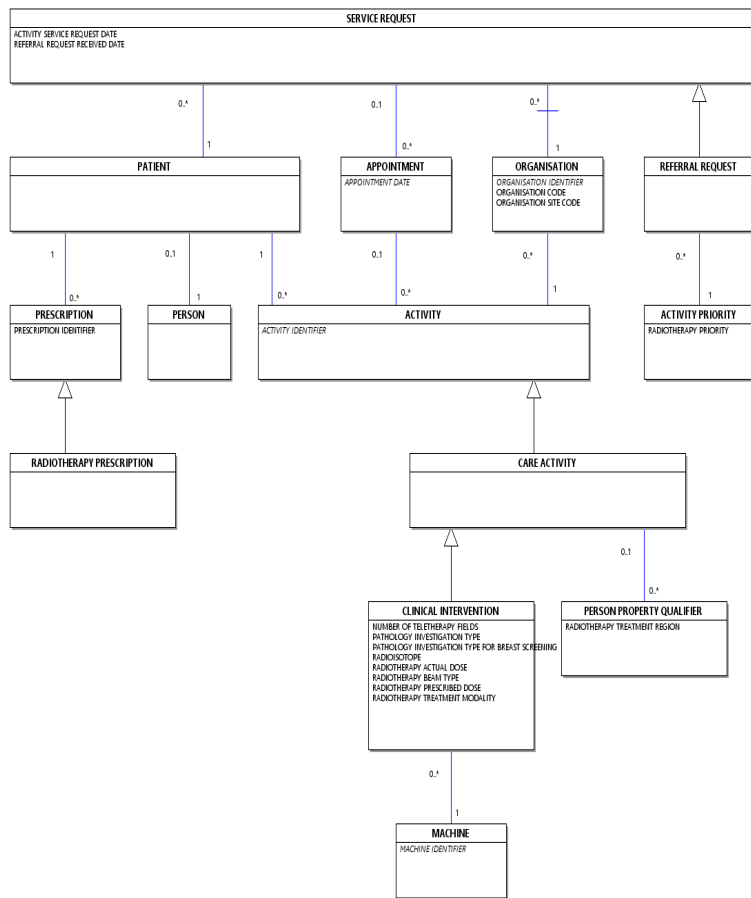 SERVICE REQUEST
ACTIVITY SERVICE REQUEST DATE
REFERRAL REQUEST RECEIVED DATE
0..*
0..1
0..*
1
0..*
1
PATIENT
APPOINTMENT
APPOINTMENT DATE
ORGANISATION
ORGANISATION IDENTIFIER
ORGANISATION CODE
ORGANISATION SITE CODE
REFERRAL REQUEST
1
0..1
1
0..1
0..*
0..*
0..*
1
0..*
0..*
1
1
PRESCRIPTION
PRESCRIPTION IDENTIFIER
PERSON
ACTIVITY
ACTIVITY IDENTIFIER
ACTIVITY PRIORITY
RADIOTHERAPY PRIORITY
RADIOTHERAPY PRESCRIPTION
CARE ACTIVITY
0..1
0..*
CLINICAL INTERVENTION
NUMBER OF TELETHERAPY FIELDS
PATHOLOGY INVESTIGATION TYPE
PATHOLOGY INVESTIGATION TYPE FOR BREAST SCREENING
RADIOISOTOPE
RADIOTHERAPY ACTUAL DOSE
RADIOTHERAPY BEAM TYPE
RADIOTHERAPY PRESCRIBED DOSE
RADIOTHERAPY TREATMENT MODALITY
PERSON PROPERTY QUALIFIER
RADIOTHERAPY TREATMENT REGION
0..*
1
MACHINE
MACHINE IDENTIFIER